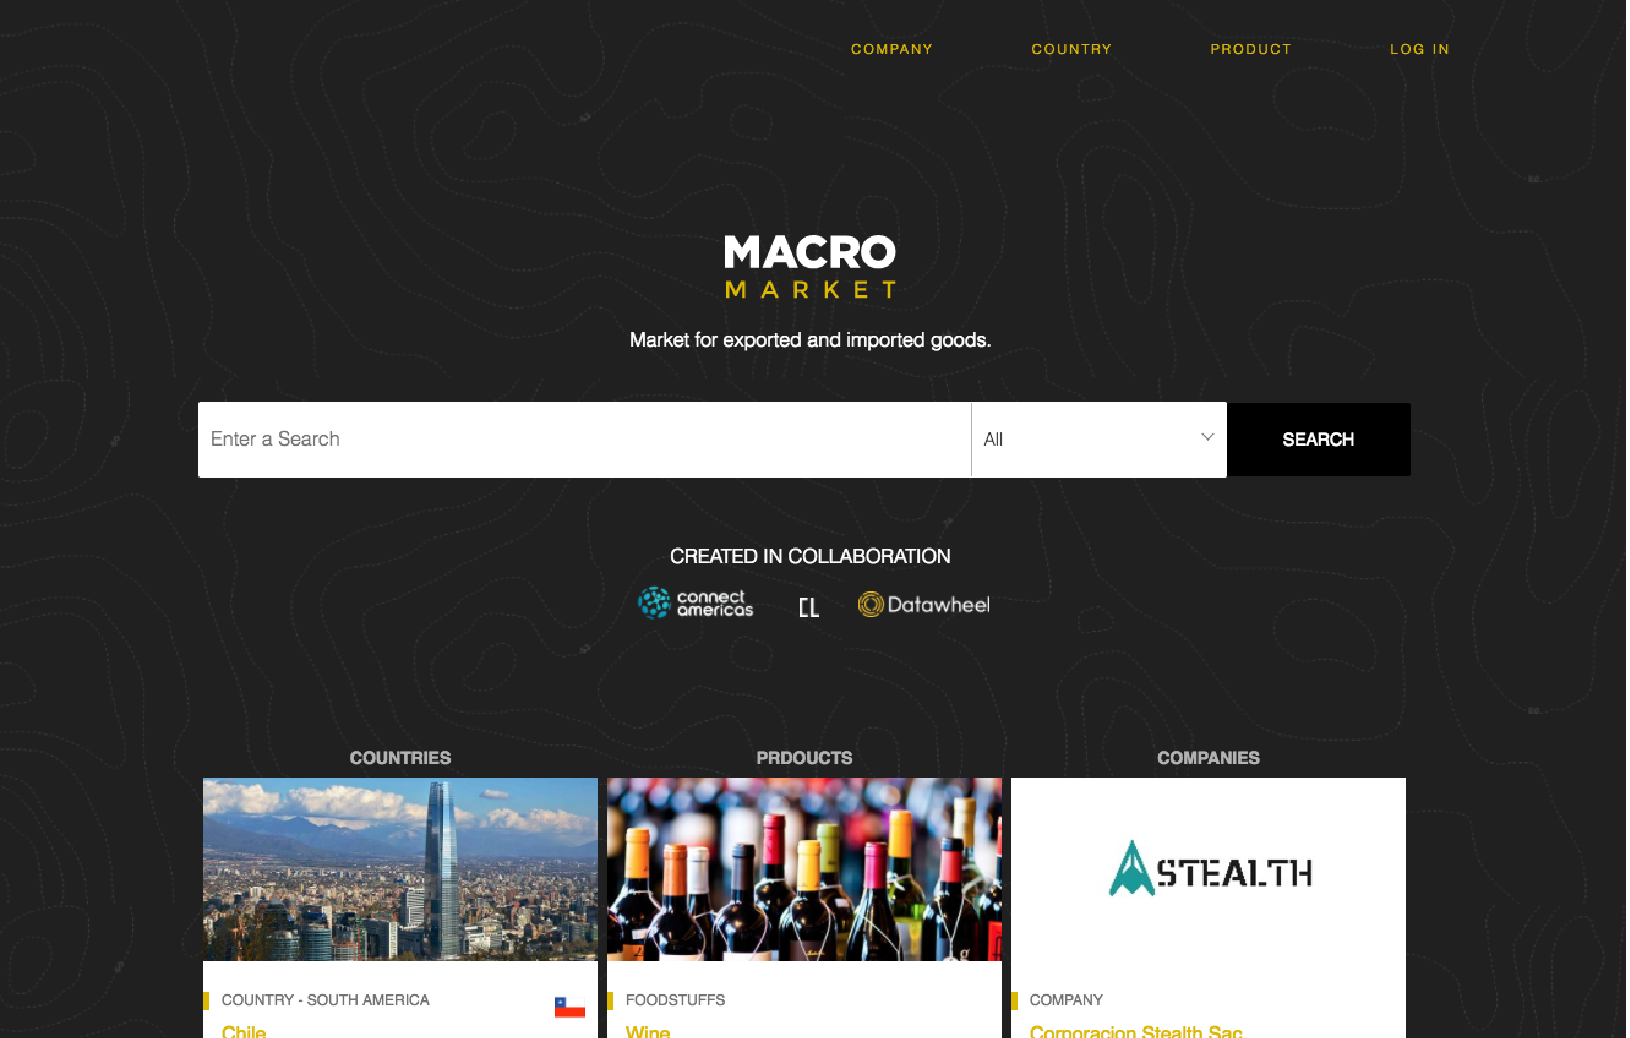 COMPANY COUNTRY PRODUCT LOG IN
MACRO
MARKET
Market for exported and imported goods.
Enter a Search All SEARCH
CREATED IN COLLABORATION
connect
americas
CL
Datawheel
COUNTRIES PRDOUCTS COMPANIES
STEALTH
COUNTRY - SOUTH AMERICA FOODSTUFFS COMPANY
Chile Wine Corporacion Stealth Sac